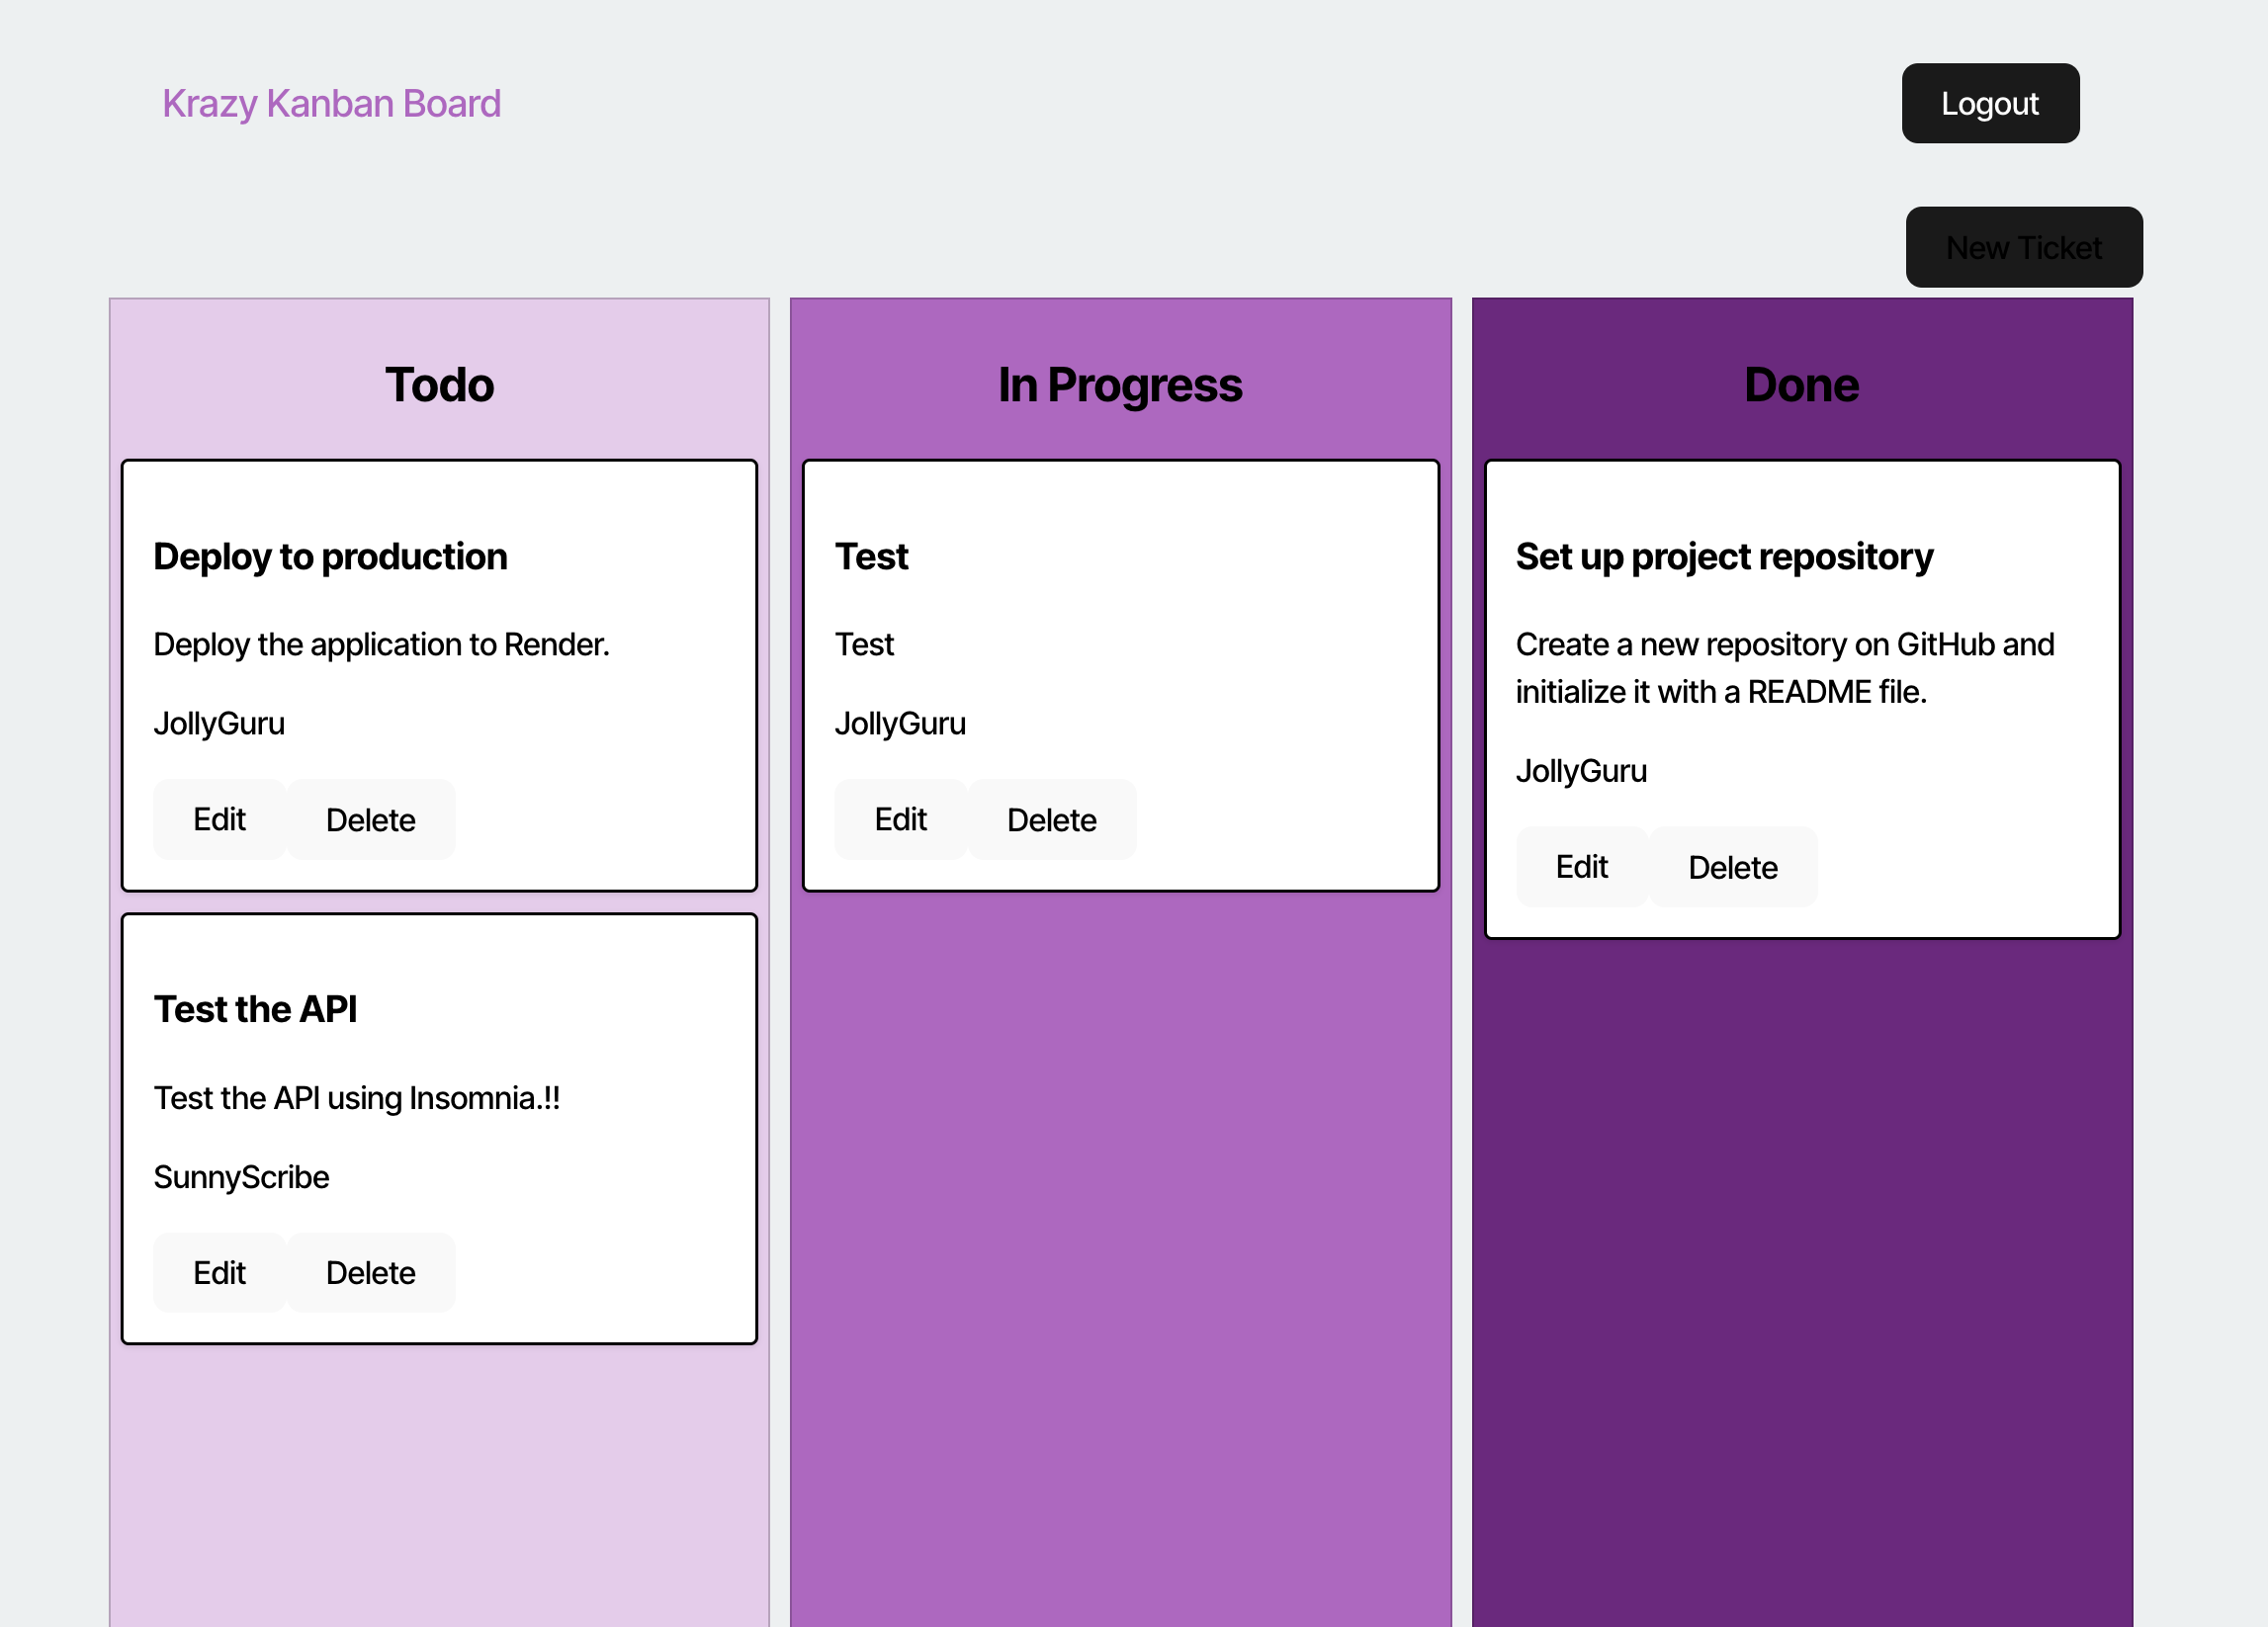 Krazy Kanban Board
Logout
New Ticket
Todo
Deploy to production
Deploy the application to Render.
JollyGuru
Edit Delete
Test the API
Test the API using Insomnia.!!
SunnyScribe
Edit Delete
In Progress
Test
Test
JollyGuru
Edit Delete
Done
Set up project repository
Create a new repository on GitHub and
initialize it with a README file.
JollyGuru
Edit Delete